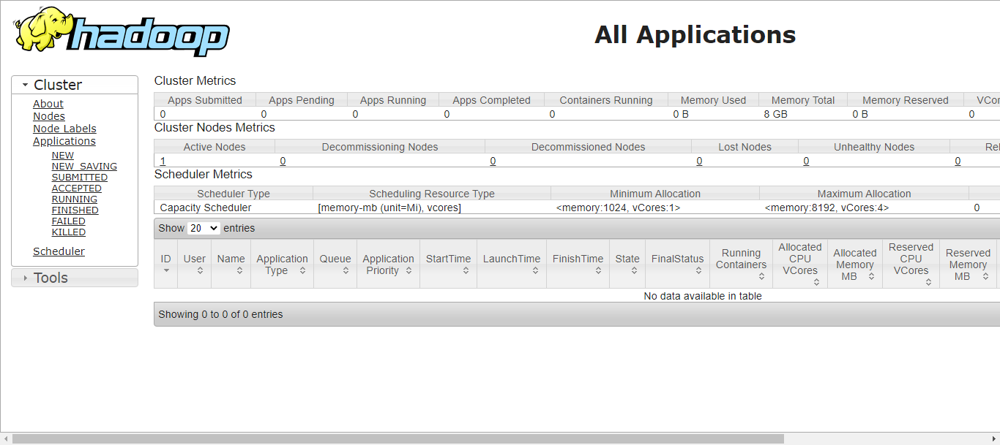 hadoop
All Applications
Cluster
About
Nodes
Node Labels
Applications
NEW
NEW_SAVING
SUBMITTED
ACCEPTED
RUNNING
FINISHED
FAILED
KILLED
Scheduler
Tools
Cluster Metrics
Apps Submitted Apps Pending Apps Running Apps Completed Containers Running Memory Used Memory Total Memory Reserved VCor
0 0 0 0 0 0 B 8 GB 0 B 0
Cluster Nodes Metrics
Active Nodes Decommissioning Nodes Decommissioned Nodes Lost Nodes Unhealthy Nodes Rel
1 0 0 0 0 0
Scheduler Metrics
Scheduler Type Scheduling Resource Type Minimum Allocation Maximum Allocation
Capacity Scheduler [memory-mb (unit=Mi), vcores] <memory:1024, vCores:1> <memory:8192, vCores:4> 0
Show 20 entries
ID User Name Application Type Queue Application Priority StartTime LaunchTime FinishTime State FinalStatus Running Containers Allocated CPU VCores Allocated Memory MB Reserved CPU VCores Reserved Memory MB
No data available in table
Showing 0 to 0 of 0 entries